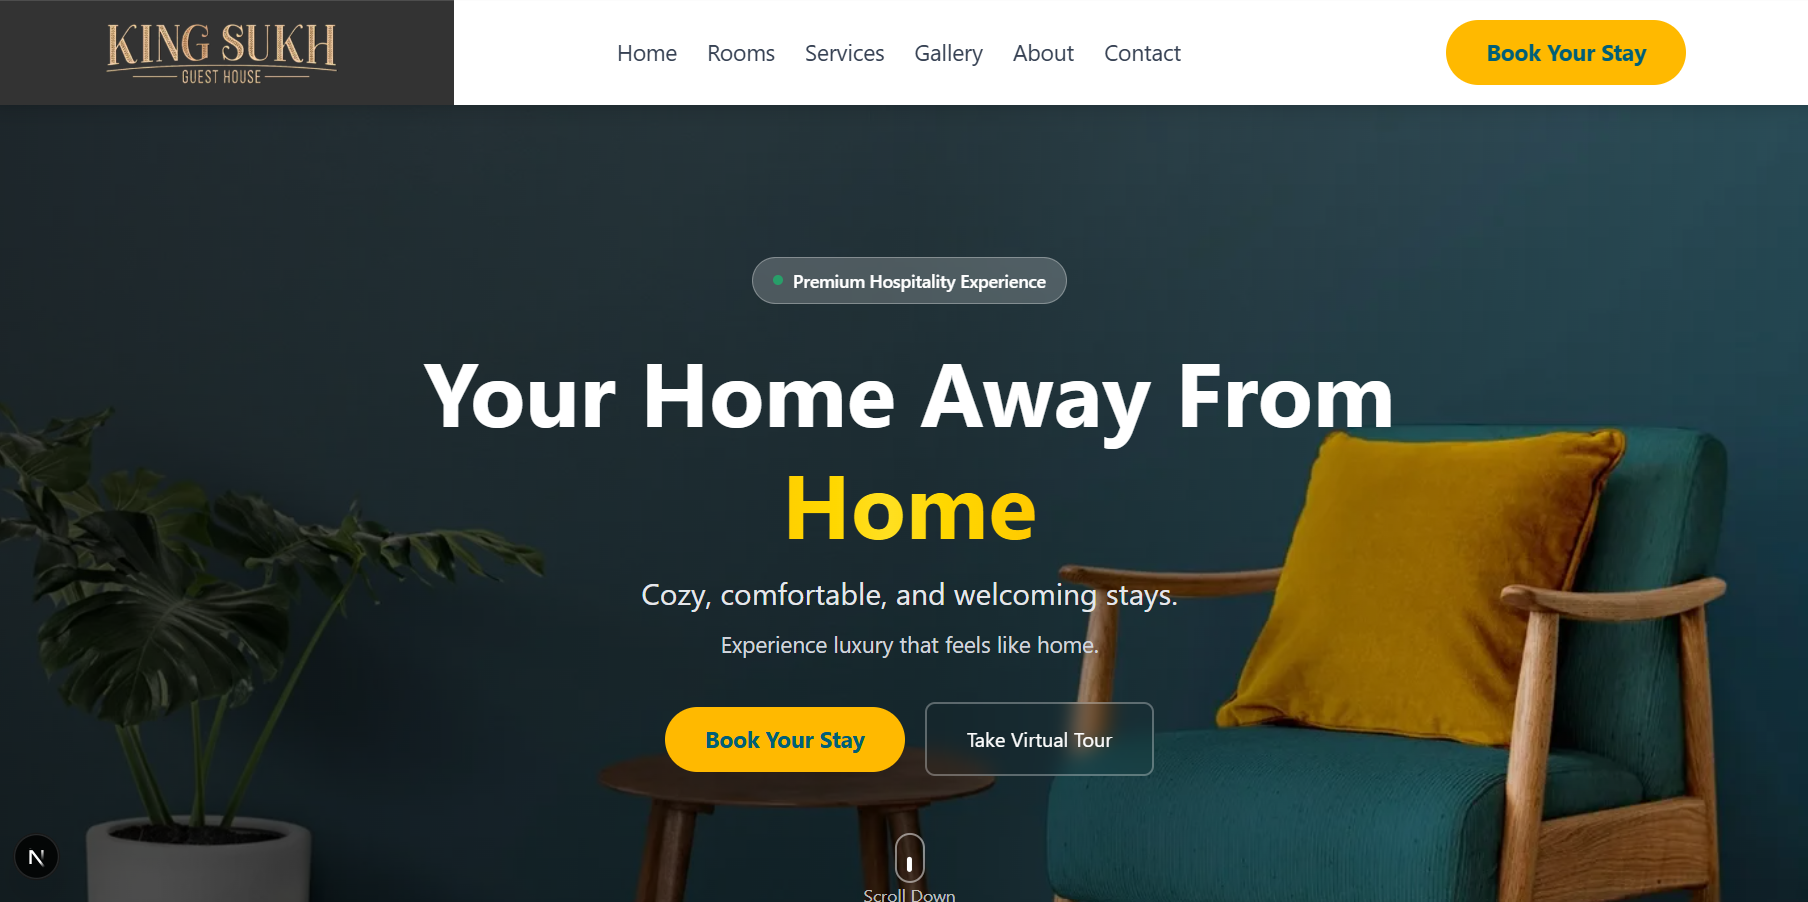 KING SUKH
GUEST HOUSE
Home Rooms Services Gallery About Contact
Book Your Stay
Premium Hospitality Experience
Your Home Away From
Home
Cozy, comfortable, and welcoming stays.
Experience luxury that feels like home.
Book Your Stay
Take Virtual Tour
N
Scroll Down